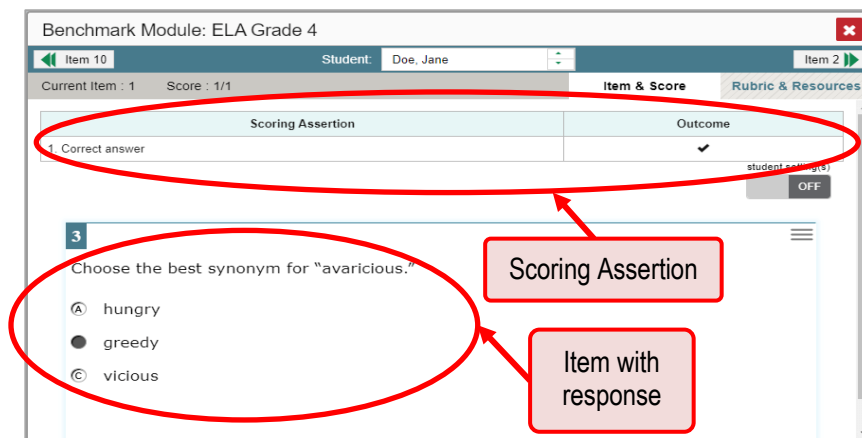 Benchmark Module: ELA Grade 4
Item 10 Student: Doe, Jane Item 2
Current Item : 1 Score : 1/1 Item & Score Rubric & Resources
Scoring Assertion Outcome
1. Correct answer ✔
student setting(s)
OFF
3
Choose the best synonym for “avaricious.”
A hungry
greedy
C vicious
Scoring Assertion
Item with
response